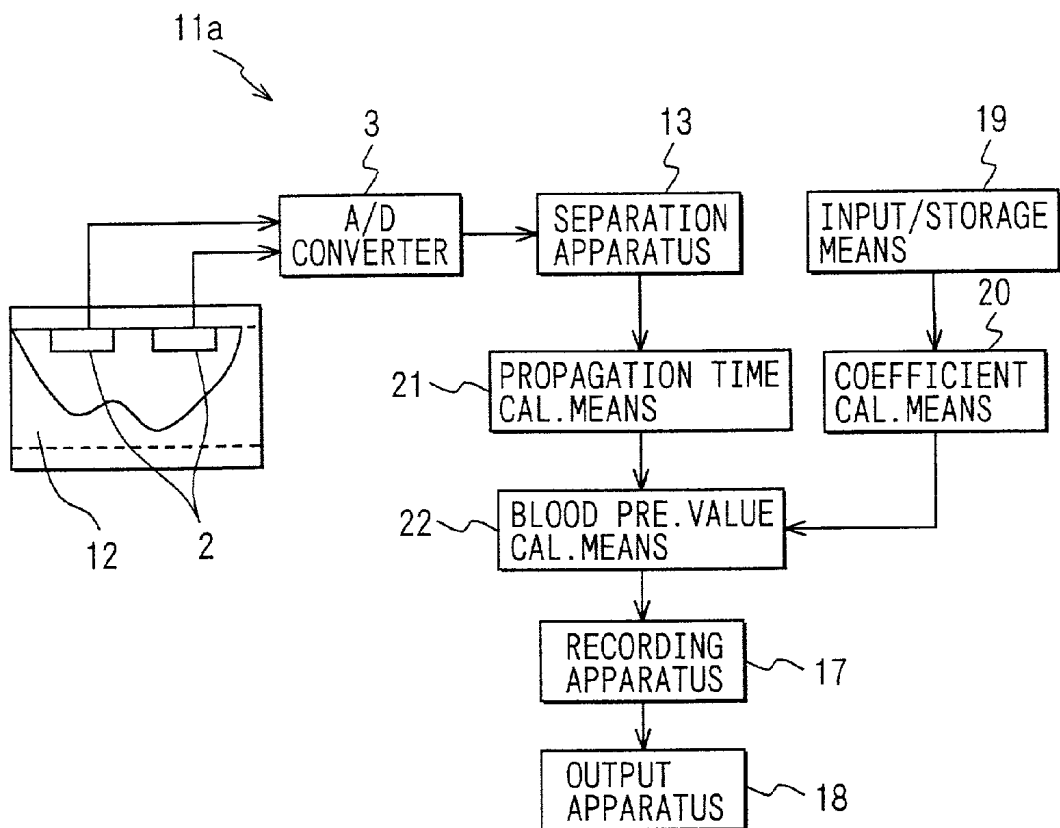 11a
3
13
19
A/D
CONVERTER
SEPARATION
APPARATUS
INPUT/STORAGE
MEANS
20
21
PROPAGATION TIME
CAL.MEANS
COEFFICIENT
CAL.MEANS
22
BLOOD PRE.VALUE
CAL.MEANS
12
2
RECORDING
APPARATUS
17
OUTPUT
APPARATUS
18